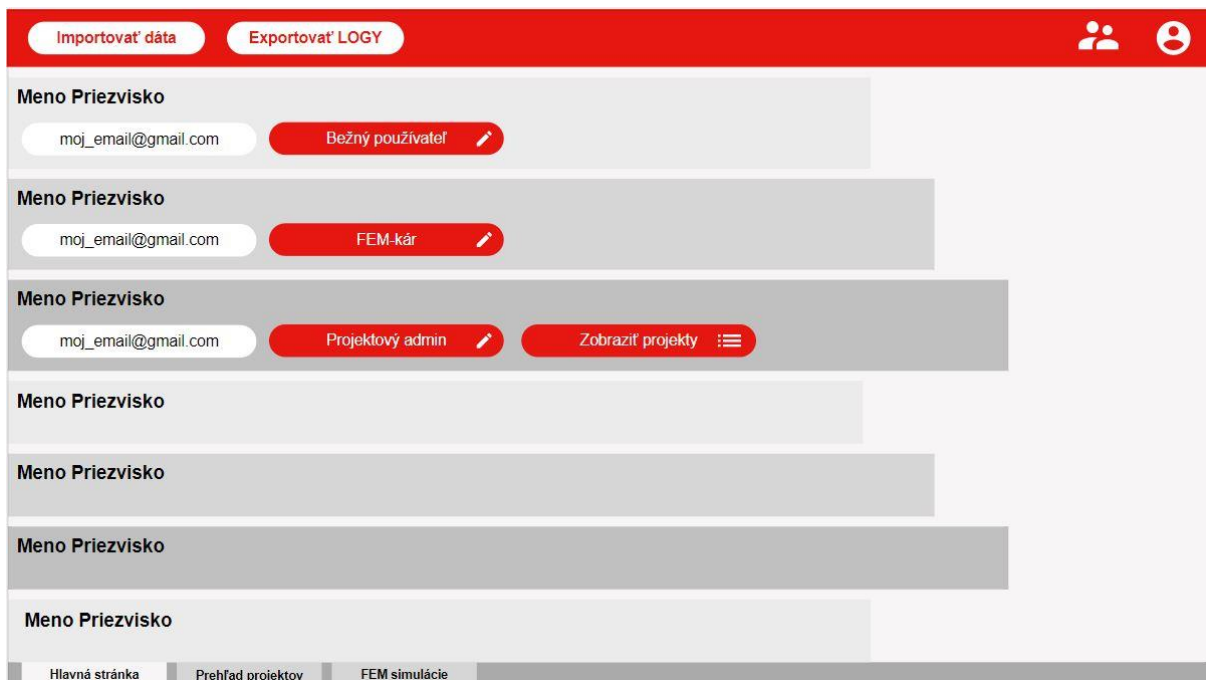 Importovať dáta Exportovať LOGY
Meno Priezvisko
moj_email@gmail.com Bežný používateľ
Meno Priezvisko
moj_email@gmail.com FEM-kár
Meno Priezvisko
moj_email@gmail.com Projektový admin Zobraziť projekty
Meno Priezvisko
Meno Priezvisko
Meno Priezvisko
Meno Priezvisko
Hlavná stránka Prehľad projektov FEM simulácie